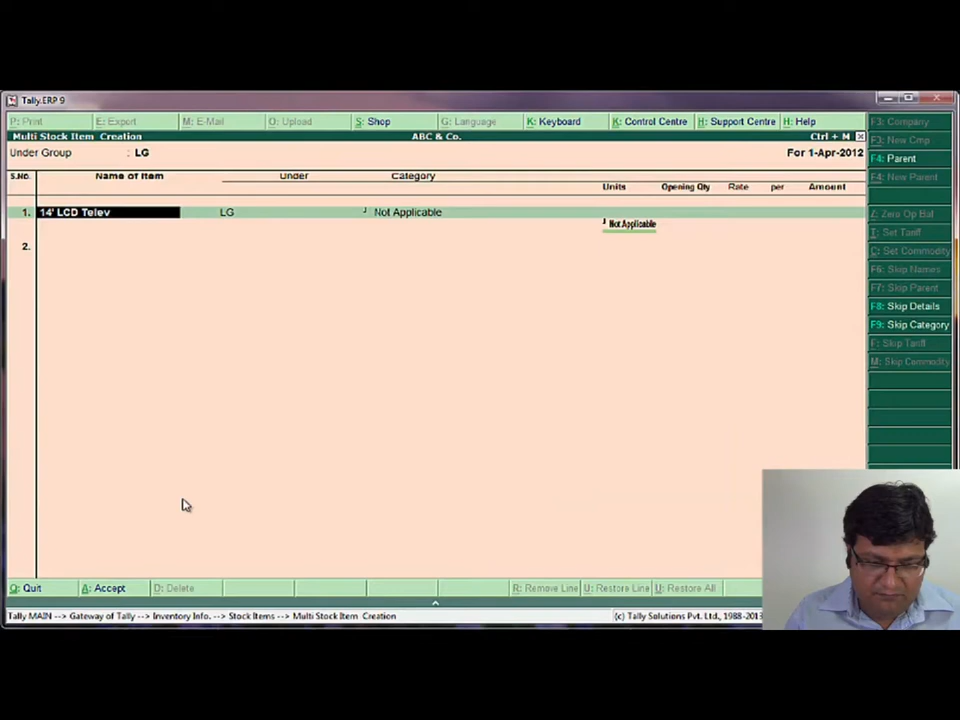 Tally.ERP 9
P: Print E: Export M: E-Mail O: Upload S: Shop G: Language K: Keyboard K: Control Centre H: Support Centre H: Help
Multi Stock Item Creation ABC & Co. Ctrl + M
Under Group : LG For 1-Apr-2012
S.No. Name of Item Under Category
Units Opening Qty Rate per Amount
1. 14' LCD Telev LG Not Applicable
Not Applicable
2.
F3: Company
F3: New Cmp
F4: Parent
F4: New Parent
Z: Zero Op Bal
T: Set Tariff
C: Set Commodity
F6: Skip Names
F7: Skip Parent
F8: Skip Details
F9: Skip Category
F: Skip Tariff
M: Skip Commodity
Q: Quit A: Accept D: Delete R: Remove Line U: Restore Line U: Restore All
Tally MAIN --> Gateway of Tally --> Inventory Info. --> Stock Items --> Multi Stock Item Creation (c) Tally Solutions Pvt. Ltd., 1988-2013